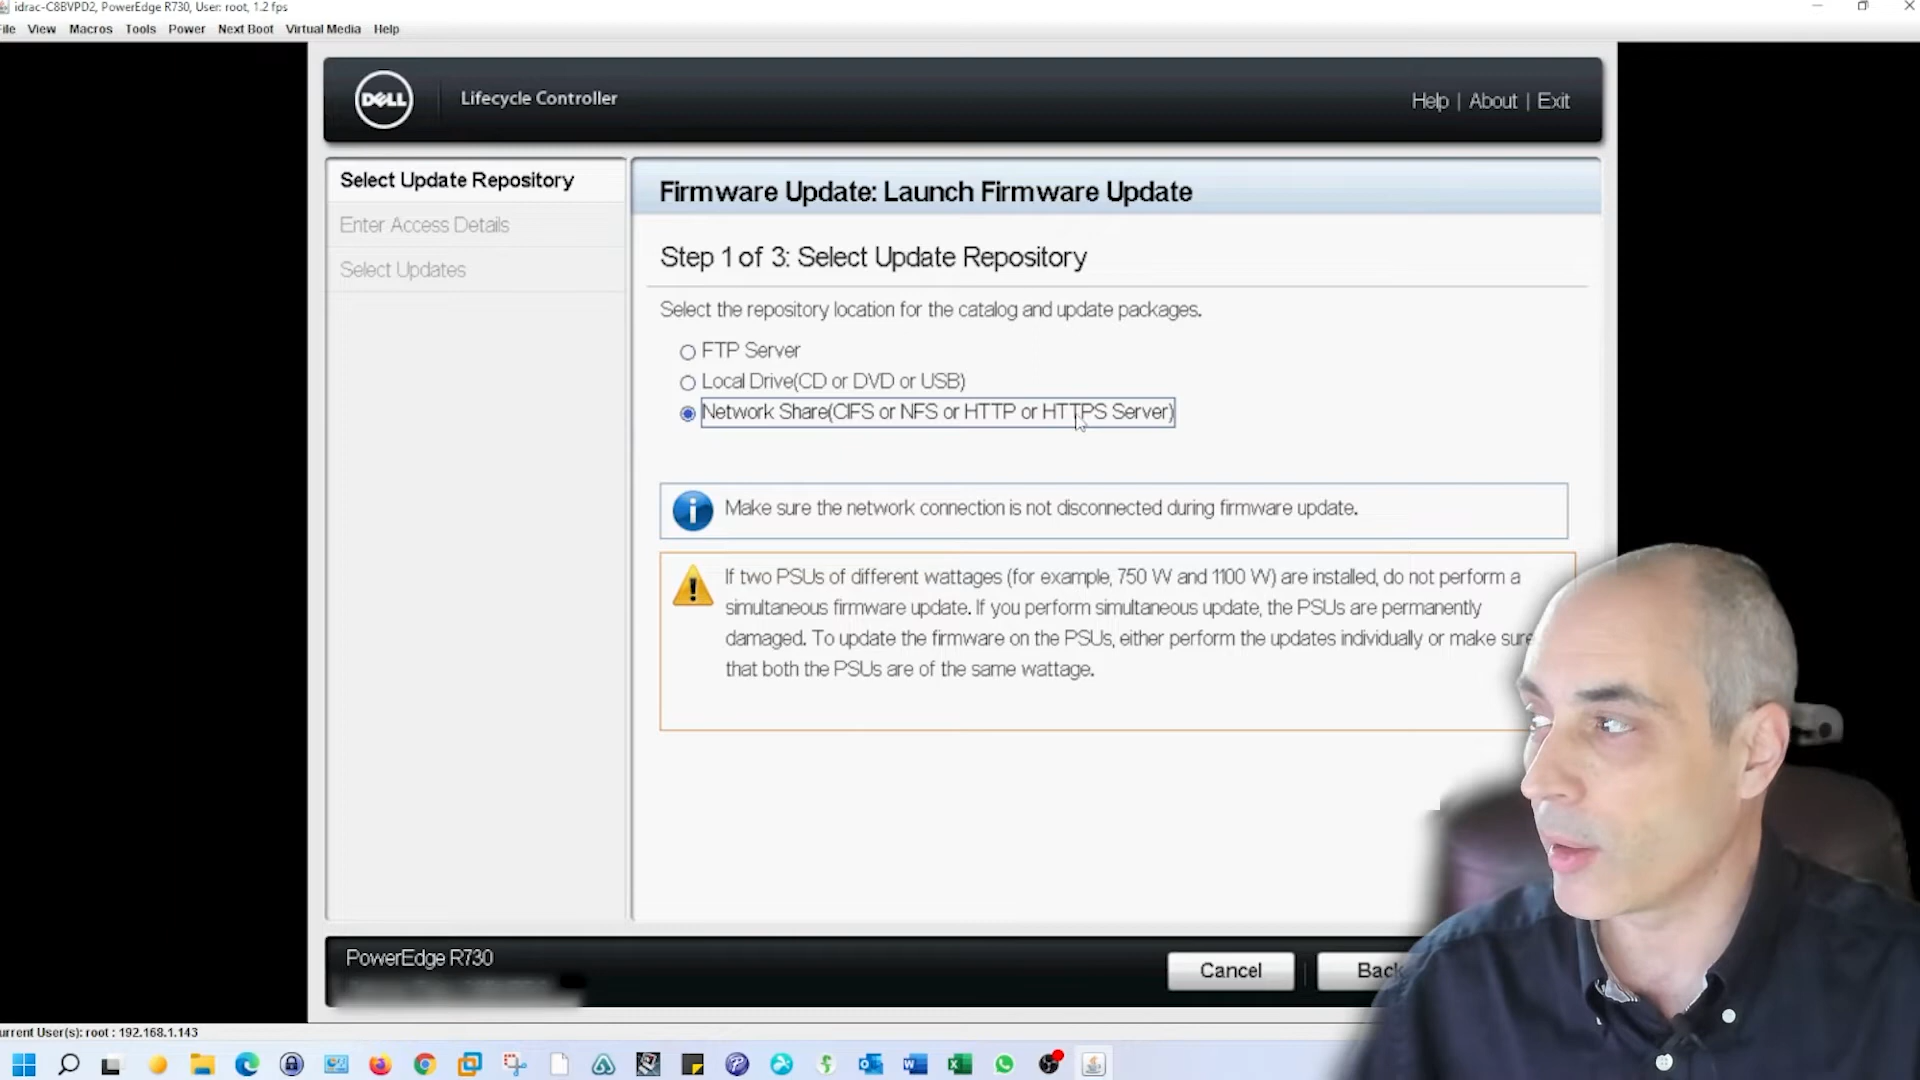 idrac-C8BVPD2, PowerEdge R730, User: root, 1.2 fps
File View Macros Tools Power Next Boot Virtual Media Help
DELL
Lifecycle Controller
Help | About | Exit
Select Update Repository
Enter Access Details
Select Updates
Firmware Update: Launch Firmware Update
Step 1 of 3: Select Update Repository
Select the repository location for the catalog and update packages.
FTP Server
Local Drive(CD or DVD or USB)
Network Share(CIFS or NFS or HTTP or HTTPS Server)
Make sure the network connection is not disconnected during firmware update.
If two PSUs of different wattages (for example, 750 W and 1100 W) are installed, do not perform a
simultaneous firmware update. If you perform simultaneous update, the PSUs are permanently
damaged. To update the firmware on the PSUs, either perform the updates individually or make sure
that both the PSUs are of the same wattage.
PowerEdge R730
Cancel
Back
urrent User(s): root : 192.168.1.143